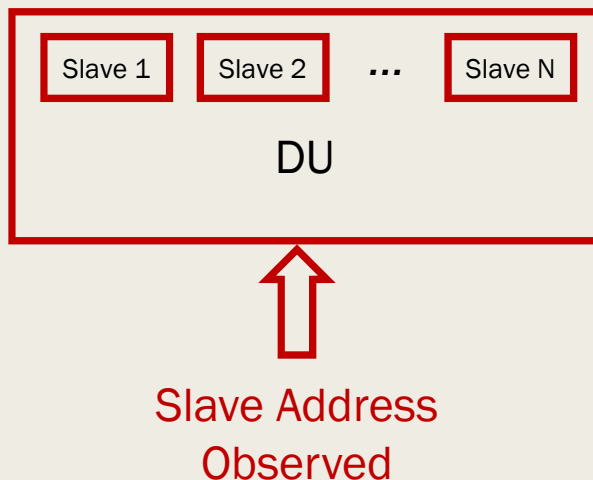 Slave 1 Slave 2 ... Slave N
DU
Slave Address
Observed